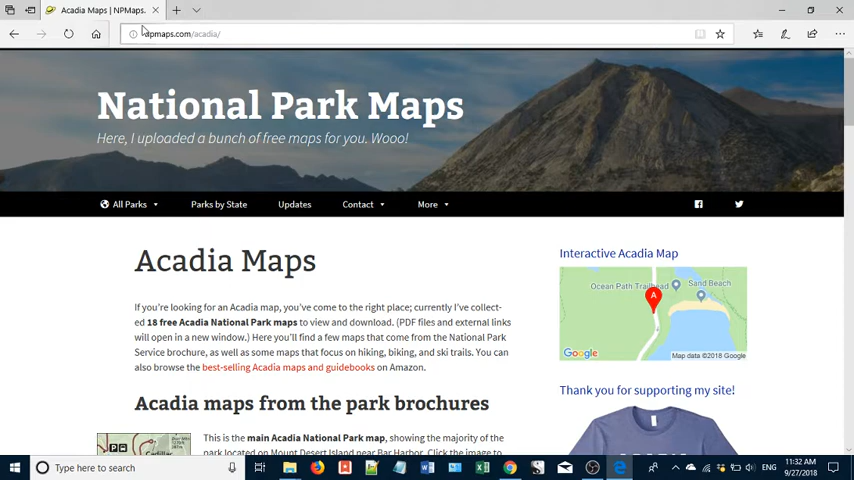 Acadia Maps | NPMaps.
npmaps.com/acadia/
National Park Maps
Here, I uploaded a bunch of free maps for you. Wooo!
All Parks
Parks by State
Updates
Contact
More
Acadia Maps
If you're looking for an Acadia map, you've come to the right place; currently I've collect-
ed 18 free Acadia National Park maps to view and download. (PDF files and external links
will open in a new window.) Here you'll find a few maps that come from the National Park
Service brochure, as well as some maps that focus on hiking, biking, and ski trails. You can
also browse the best-selling Acadia maps and guidebooks on Amazon.
Acadia maps from the park brochures
This is the main Acadia National Park map, showing the majority of the
park located on Mount Desert Island near Bar Harbor. Click the image to
Interactive Acadia Map
Ocean Path Trailhead
Sand Beach
A
Google
Map data ©2018 Google
Thank you for supporting my site!
Type here to search
ENG
11:32 AM
9/27/2018